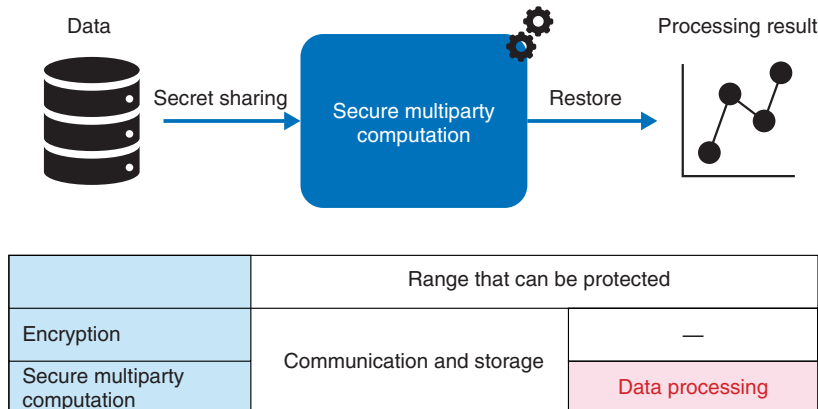 Data
Processing result
Secret sharing
Secure multiparty
computation
Restore
Range that can be protected
Encryption
Communication and storage
—
Secure multiparty
computation
Data processing